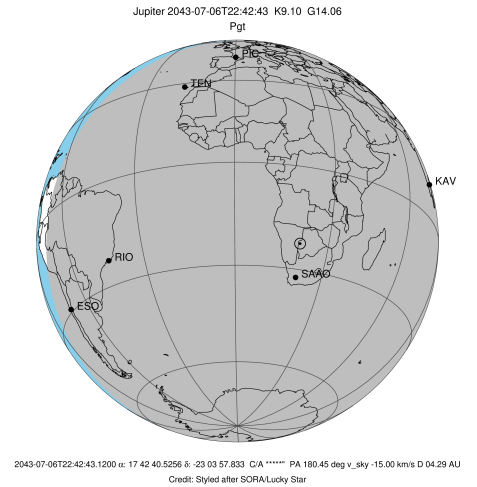 Jupiter 2043-07-06T22:42:43 K9.10 G14.06
Pgt
PIC
TEN
KAV
RIO
SAAO
ESO
2043-07-06T22:42:43.1200 α: 17 42 40.5256 δ: -23 03 57.833 C/A *****" PA 180.45 deg v_sky -15.00 km/s D 04.29 AU
Credit: Styled after SORA/Lucky Star